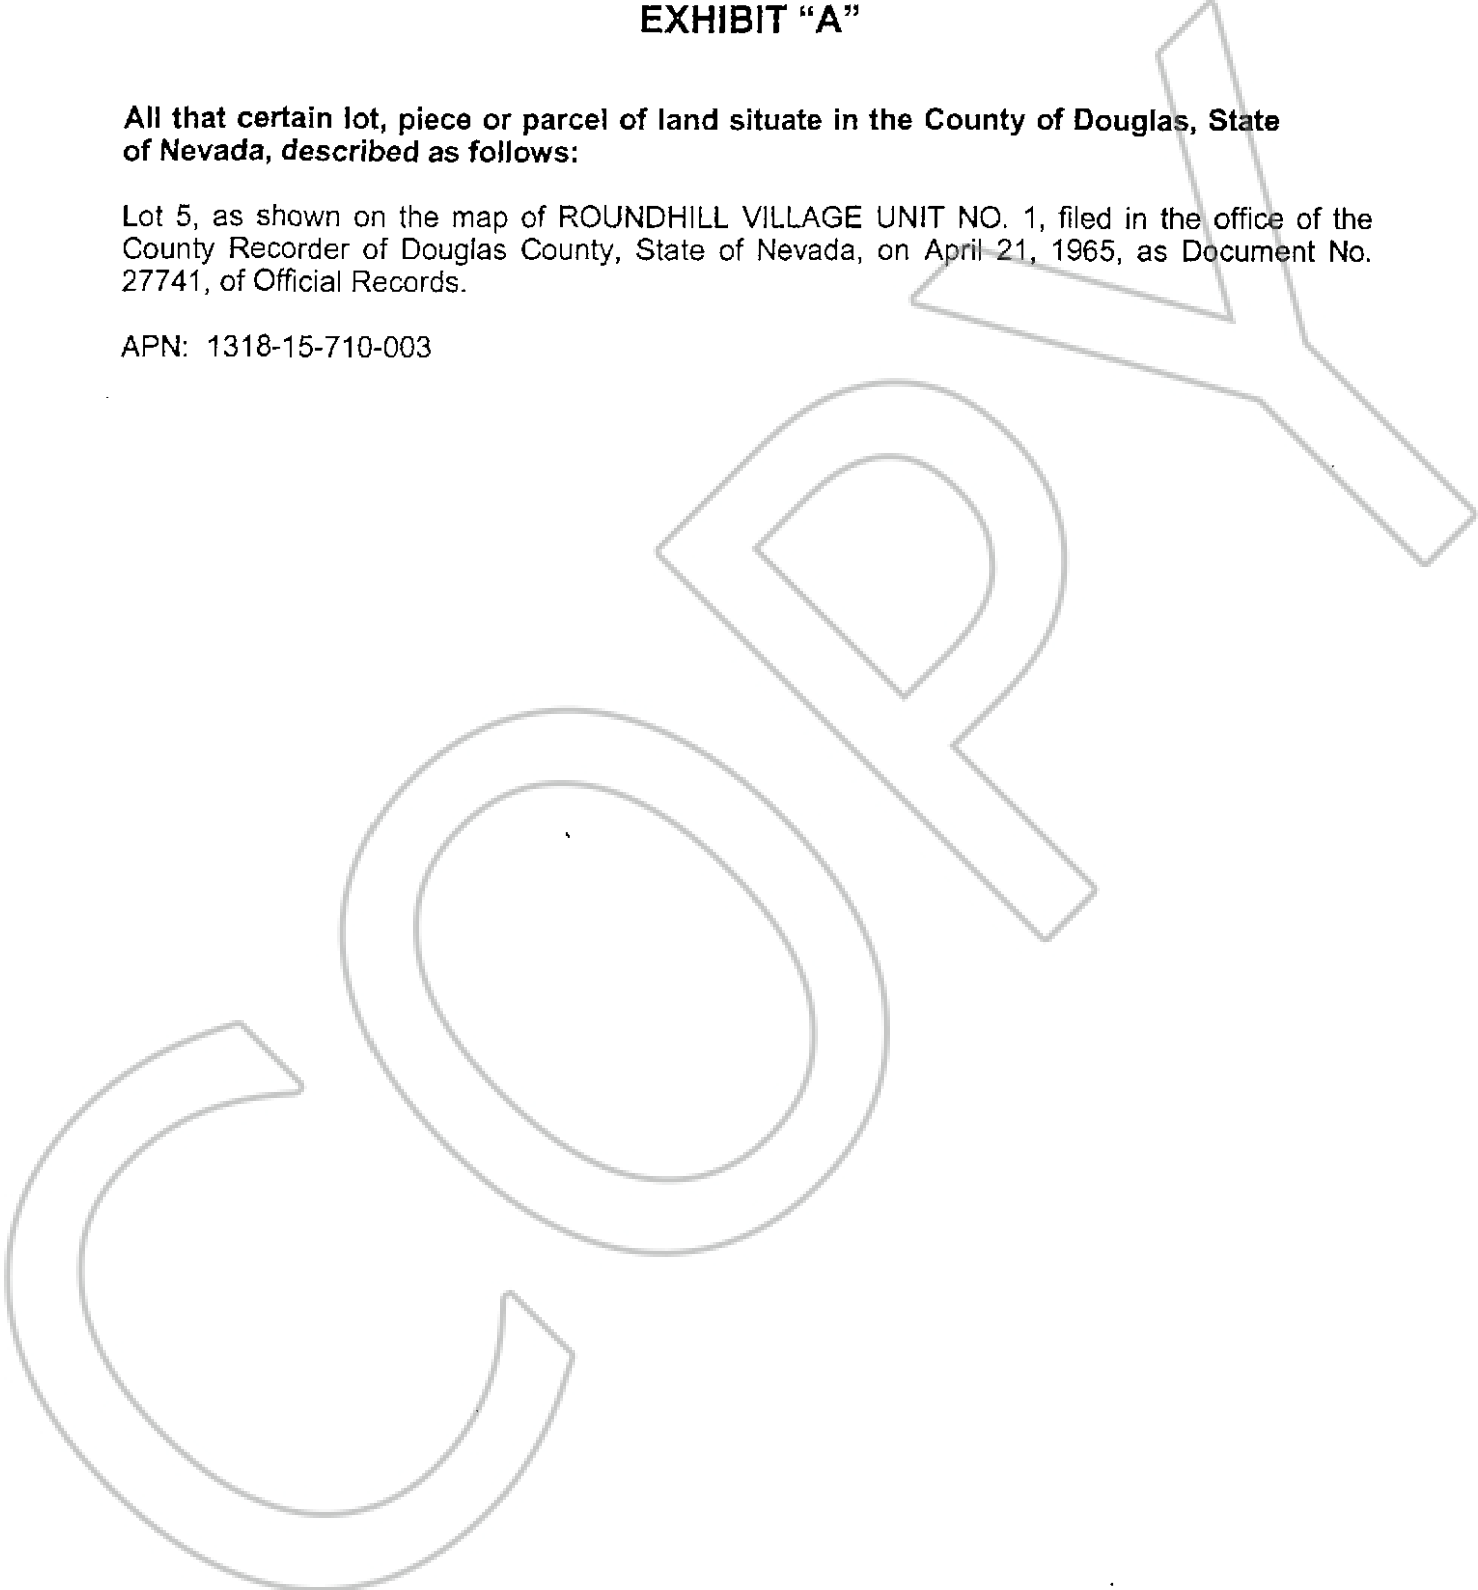 EXHIBIT “A”
All that certain lot, piece or parcel of land situate in the County of Douglas, State
of Nevada, described as follows:
Lot 5, as shown on the map of ROUNDHILL VILLAGE UNIT NO. 1, filed in the office of the
County Recorder of Douglas County, State of Nevada, on April 21, 1965, as Document No.
27741, of Official Records.
APN: 1318-15-710-003
COPY